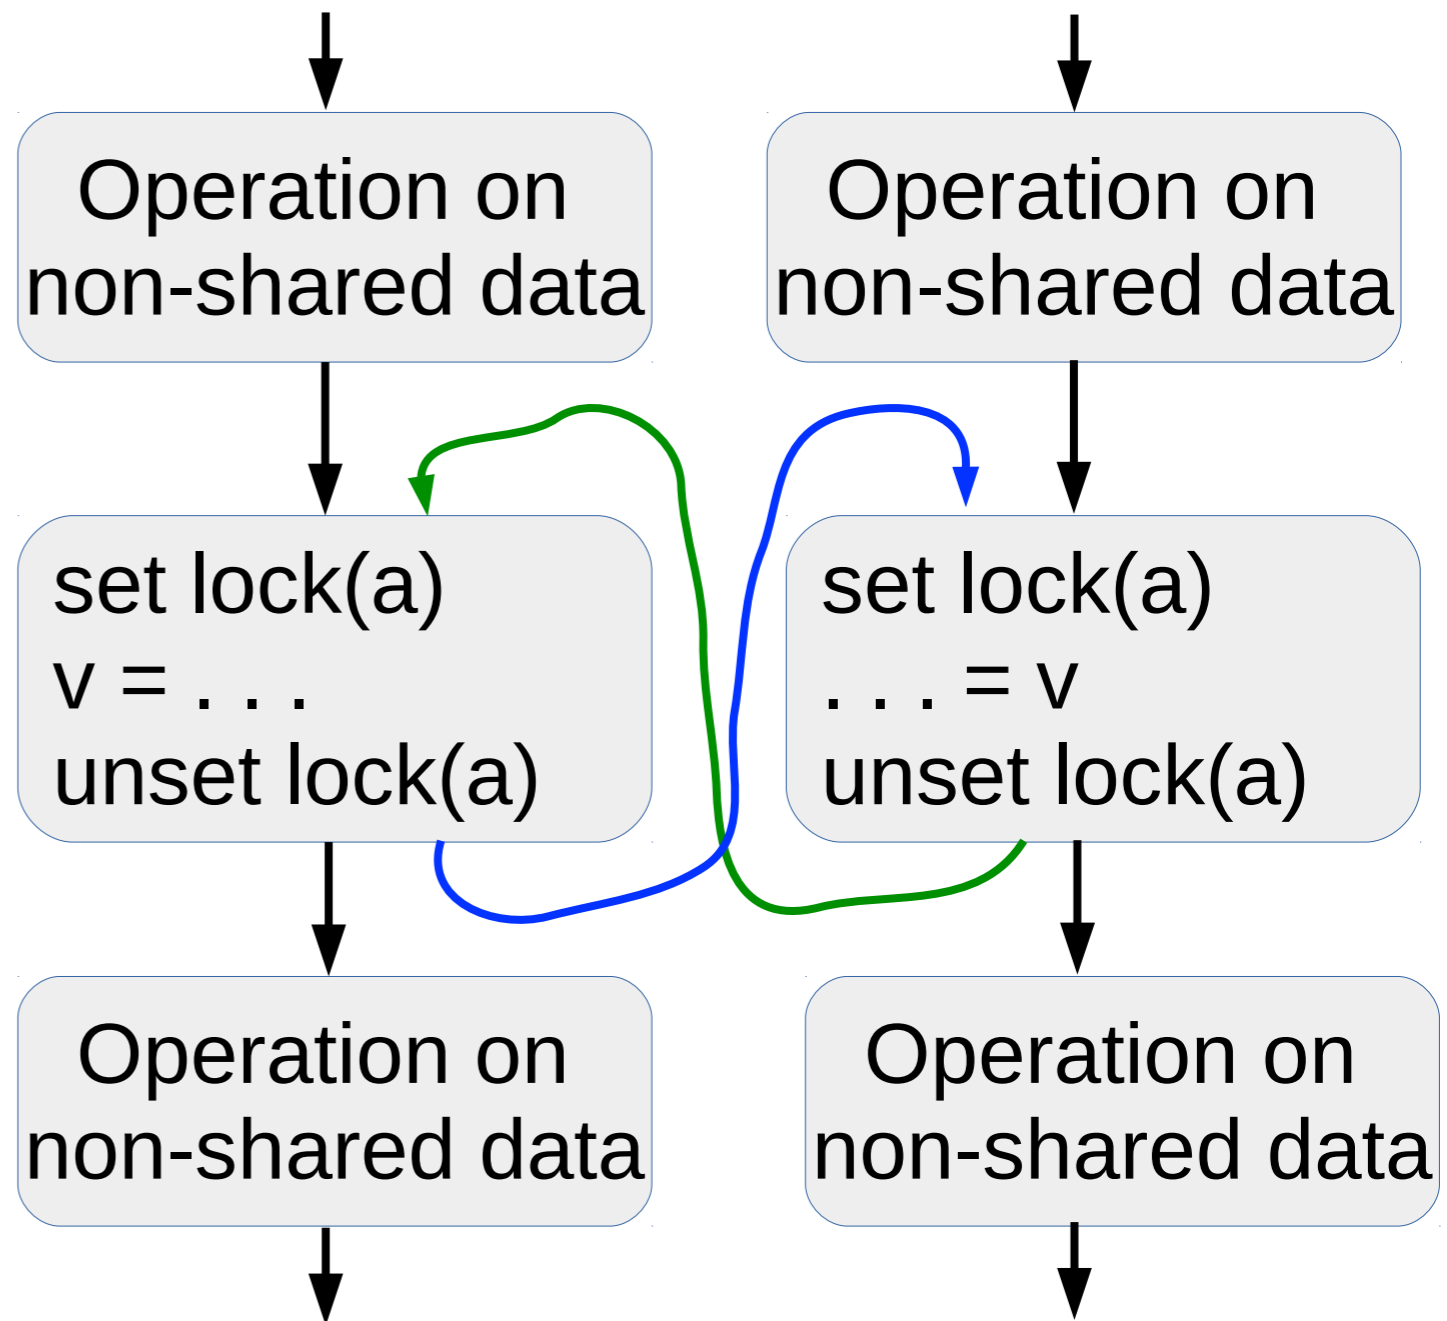 Operation on
non-shared data
Operation on
non-shared data
set lock(a)
v = . . .
unset lock(a)
set lock(a)
. . . = v
unset lock(a)
Operation on
non-shared data
Operation on
non-shared data